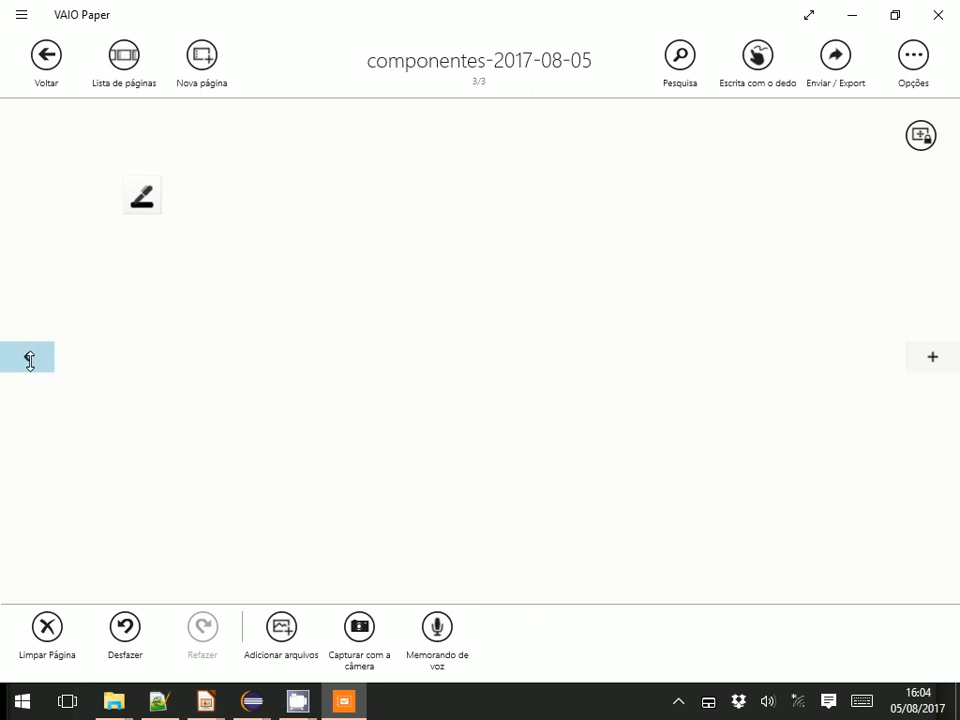 VAIO Paper
Voltar
Lista de páginas
Nova página
componentes-2017-08-05
3/3
Pesquisa
Escrita com o dedo
Enviar / Export
Opções
Limpar Página
Desfazer
Refazer
Adicionar arquivos
Capturar com a
câmera
Memorando de
voz
16:04
05/08/2017